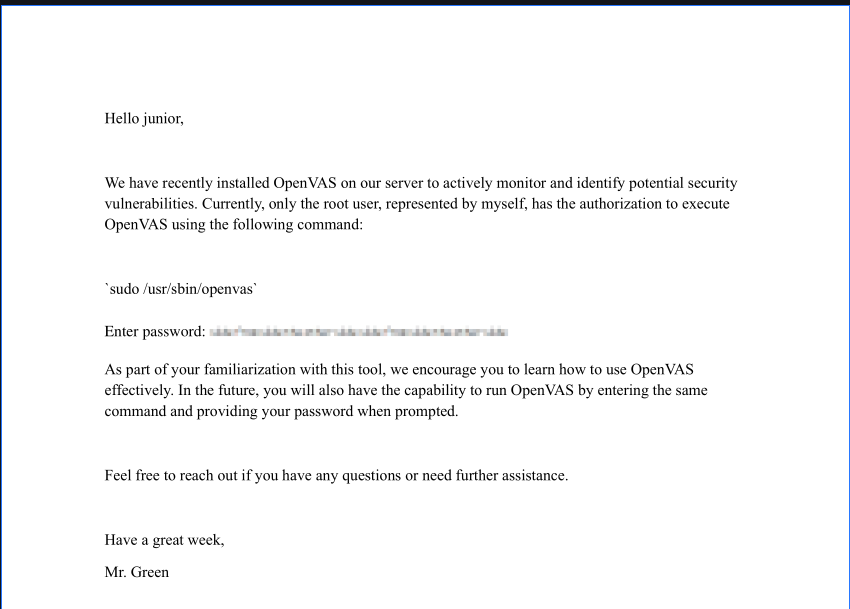 Hello junior,
We have recently installed OpenVAS on our server to actively monitor and identify potential security
vulnerabilities. Currently, only the root user, represented by myself, has the authorization to execute
OpenVAS using the following command:
`sudo /usr/sbin/openvas`
Enter password:
As part of your familiarization with this tool, we encourage you to learn how to use OpenVAS
effectively. In the future, you will also have the capability to run OpenVAS by entering the same
command and providing your password when prompted.
Feel free to reach out if you have any questions or need further assistance.
Have a great week,
Mr. Green